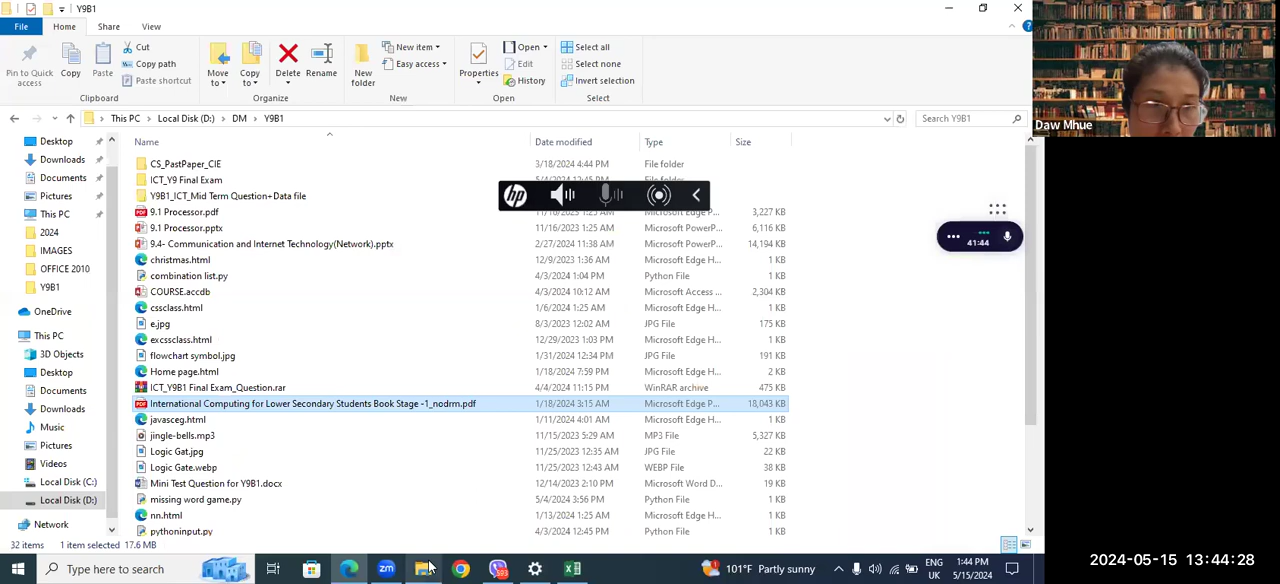 Y9B1
File Home Share View
Pin to Quick access
Copy
Paste
Cut
Copy path
Paste shortcut
Clipboard
Move to
Copy to
Delete
Rename
Organize
New folder
New item
Easy access
New
Properties
Open
Edit
History
Open
Select all
Select none
Invert selection
Select
This PC > Local Disk (D:) > DM > Y9B1
Search Y9B1
Daw Mhue
Desktop
Downloads
Documents
Pictures
This PC
2024
IMAGES
OFFICE 2010
Y9B1
OneDrive
This PC
3D Objects
Desktop
Documents
Downloads
Music
Pictures
Videos
Local Disk (C:)
Local Disk (D:)
Network
Name Date modified Type Size
CS_PastPaper_CIE 3/18/2024 4:44 PM File folder
ICT_Y9 Final Exam
Y9B1_ICT_Mid Term Question+Data file
9.1 Processor.pdf Microsoft Edge P... 3,227 KB
9.1 Processor.pptx 11/16/2023 1:25 AM Microsoft PowerP... 6,116 KB
9.4- Communication and Internet Technology(Network).pptx 2/27/2024 11:38 AM Microsoft PowerP... 14,194 KB
christmas.html 12/9/2023 1:36 AM Microsoft Edge H... 1 KB
combination list.py 4/3/2024 1:04 PM Python File 1 KB
COURSE.accdb 4/3/2024 10:12 AM Microsoft Access ... 2,304 KB
cssclass.html 1/6/2024 1:25 AM Microsoft Edge H... 1 KB
e.jpg 8/3/2023 12:02 AM JPG File 175 KB
excssclass.html 12/29/2023 1:03 PM Microsoft Edge H... 1 KB
flowchart symbol.jpg 1/31/2024 12:34 PM JPG File 191 KB
Home page.html 1/18/2024 7:59 PM Microsoft Edge H... 2 KB
ICT_Y9B1 Final Exam_Question.rar 4/4/2024 11:15 PM WinRAR archive 475 KB
International Computing for Lower Secondary Students Book Stage -1_nodrm.pdf 1/18/2024 3:15 AM Microsoft Edge P... 18,043 KB
javasceg.html 1/11/2024 4:01 AM Microsoft Edge H... 1 KB
jingle-bells.mp3 11/15/2023 5:29 AM MP3 File 5,327 KB
Logic Gat.jpg 11/25/2023 12:35 AM JPG File 22 KB
Logic Gate.webp 11/25/2023 12:43 AM WEBP File 38 KB
Mini Test Question for Y9B1.docx 12/14/2023 2:10 PM Microsoft Word D... 19 KB
missing word game.py 5/4/2024 3:56 PM Python File 1 KB
nn.html 1/13/2024 1:25 AM Microsoft Edge H... 1 KB
pythoninput.py 4/3/2024 12:45 PM Python File 1 KB
hp
41:44
32 items 1 item selected 17.6 MB
Type here to search
zm
593
101°F Partly sunny
ENG
UK
1:44 PM
5/15/2024
2024-05-15 13:44:28